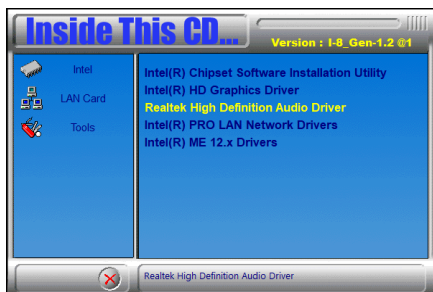 Inside This CD...
Version : I-8_Gen-1.2 @1
Intel
LAN Card
Tools
Intel(R) Chipset Software Installation Utility
Intel(R) HD Graphics Driver
Realtek High Definition Audio Driver
Intel(R) PRO LAN Network Drivers
Intel(R) ME 12.x Drivers
Realtek High Definition Audio Driver